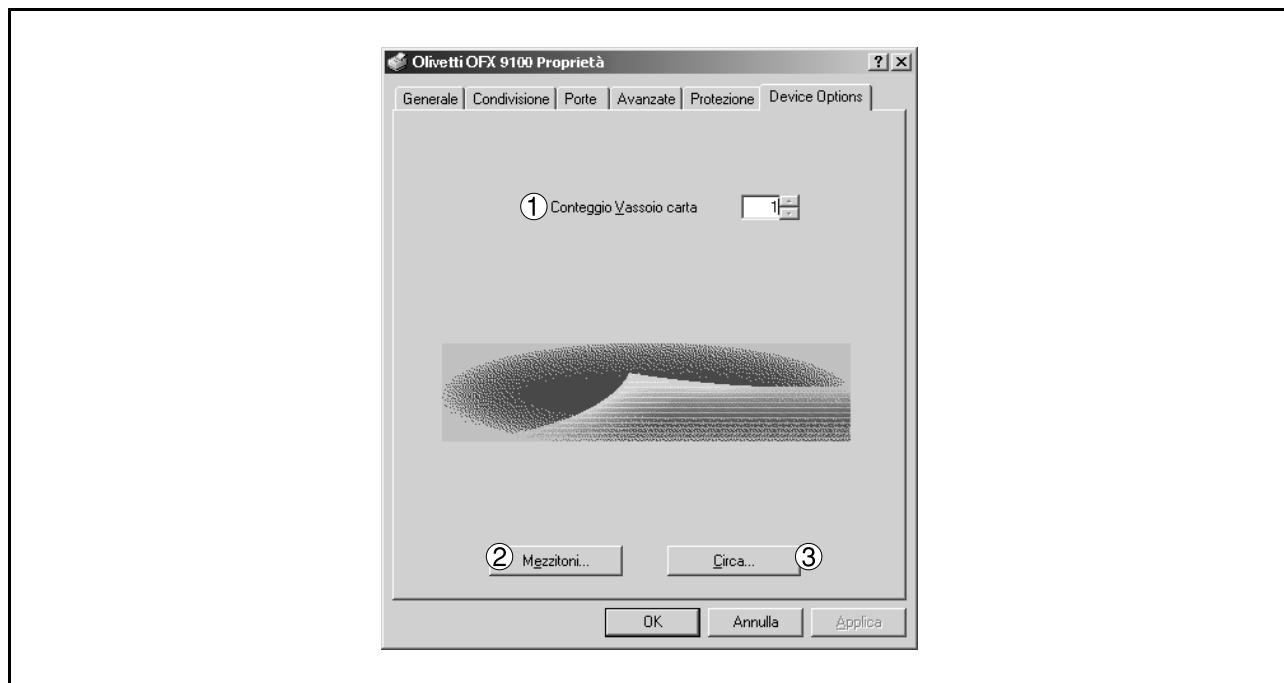 Olivetti OFX 9100 Proprietà
Generale Condivisione Porte Avanzate Protezione Device Options
① Conteggio Vassoio carta 1
② Mezzitoni... Circa... ③
OK Annulla Applica